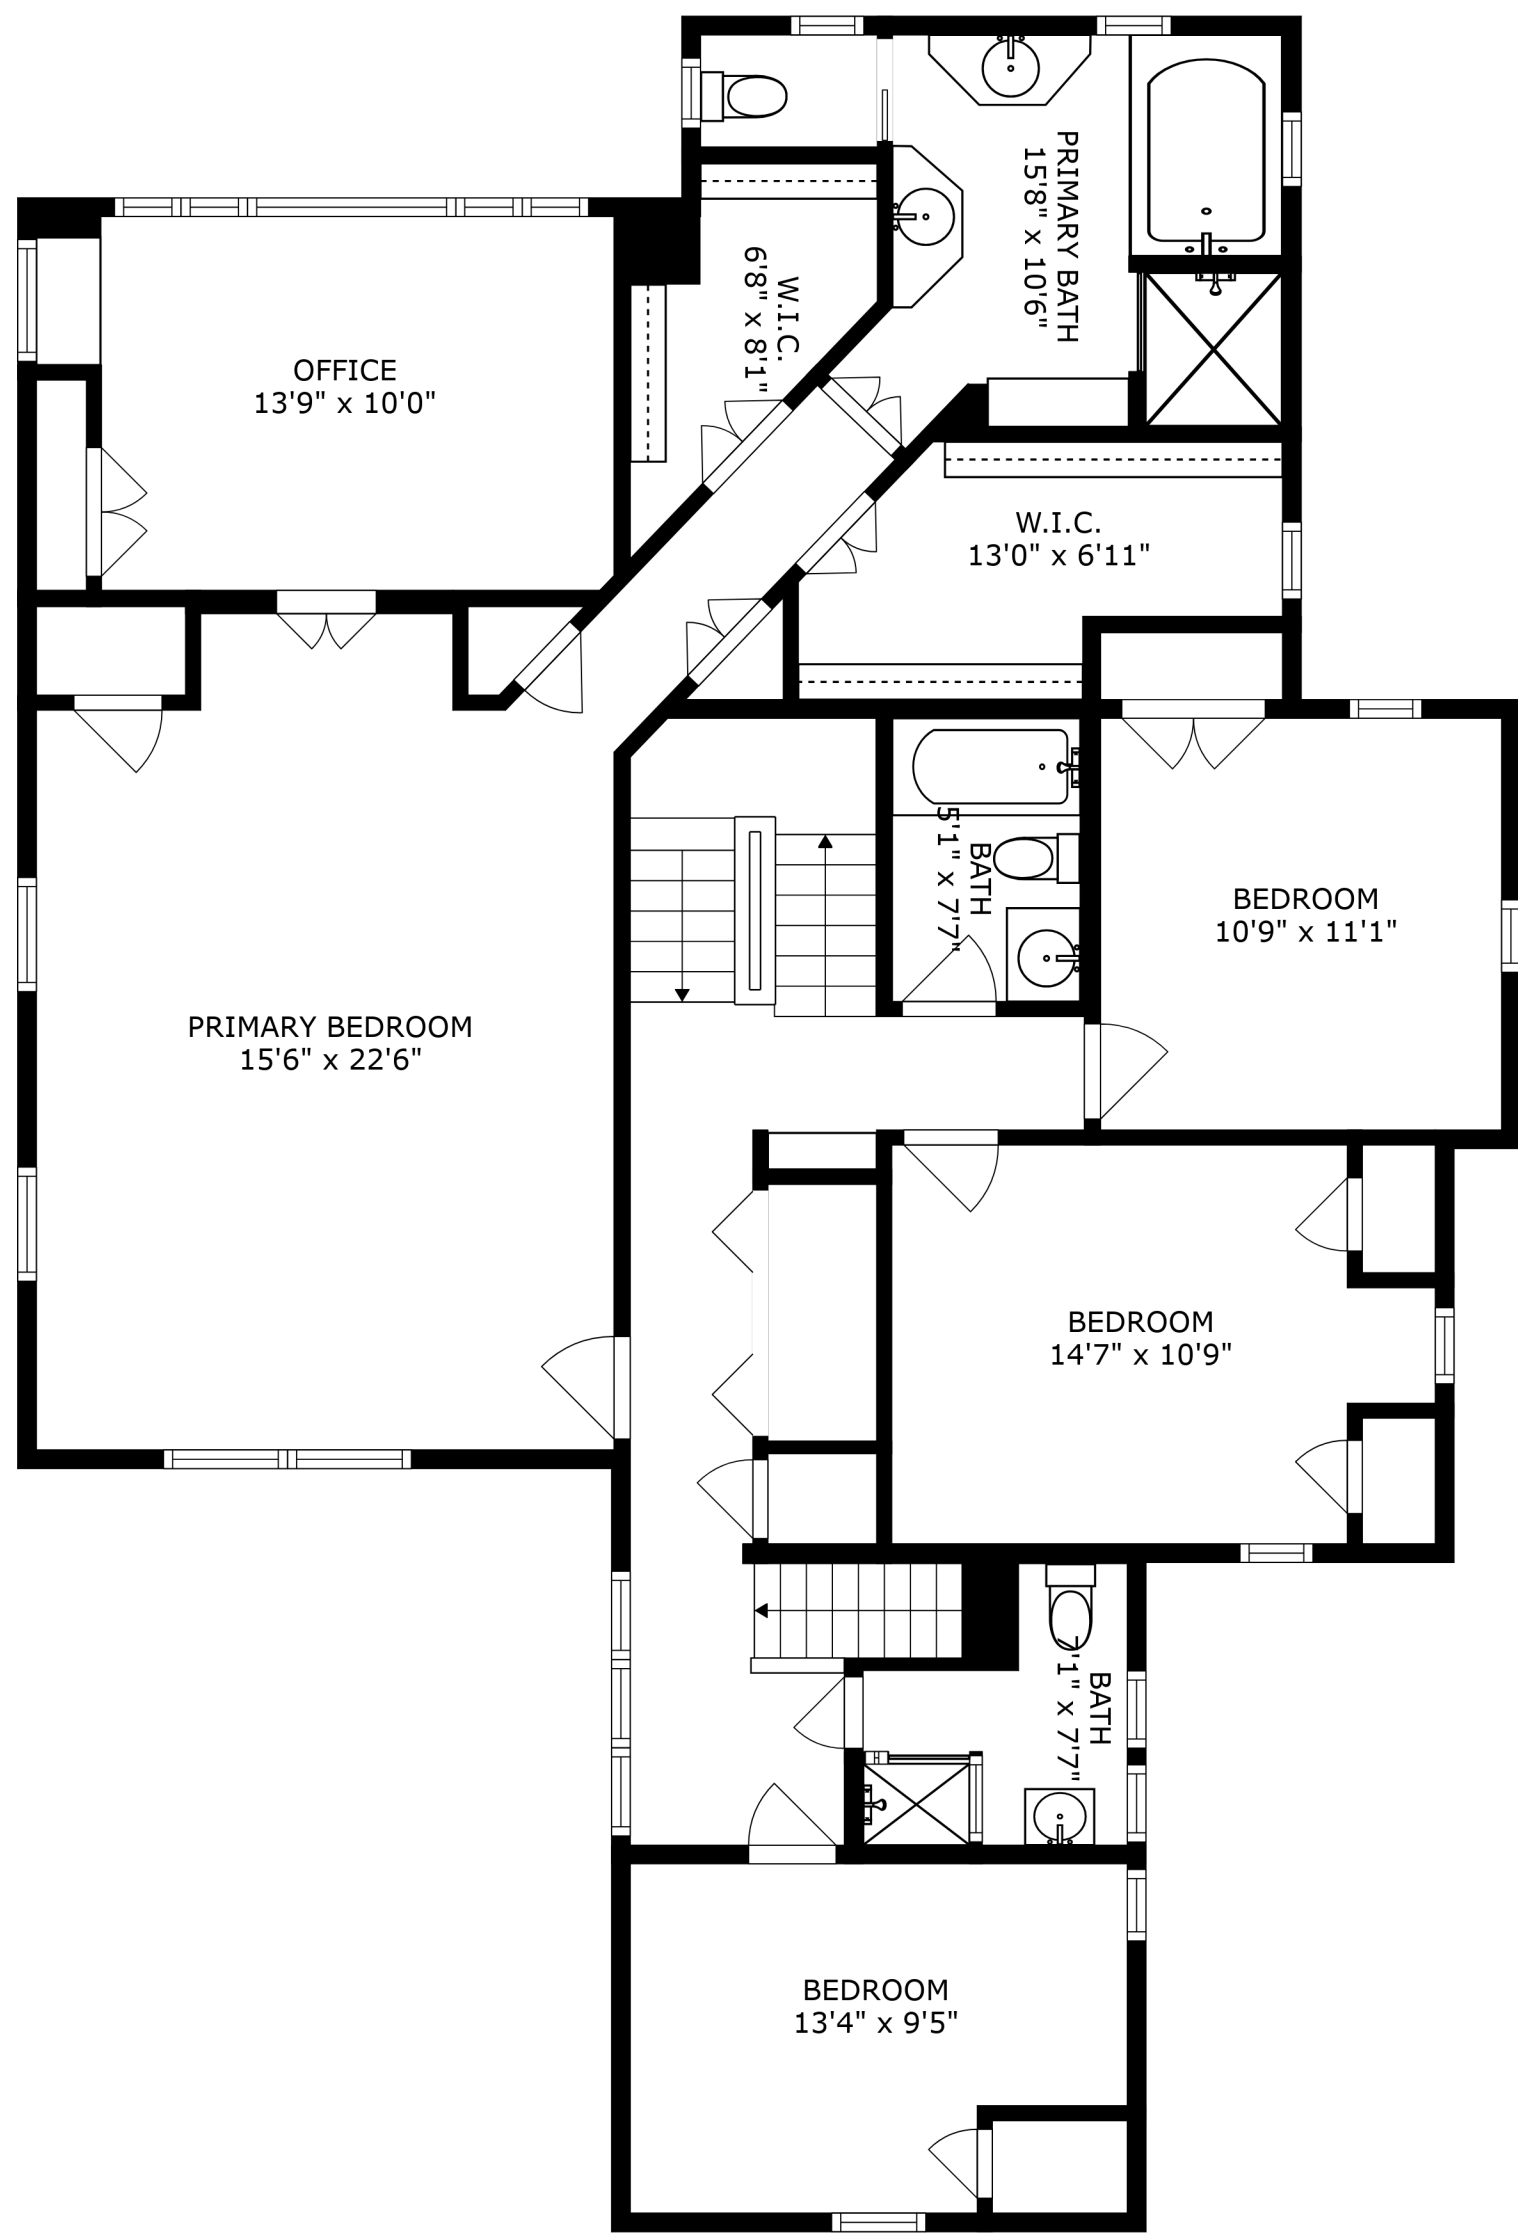 PRIMARY BATH
15'8" x 10'6"
W.I.C.
6'8" x 8'1"
OFFICE
13'9" x 10'0"
W.I.C.
13'0" x 6'11"
BATH
5'1" x 7'7"
BEDROOM
10'9" x 11'1"
PRIMARY BEDROOM
15'6" x 22'6"
BEDROOM
14'7" x 10'9"
BATH
7'1" x 7'7"
BEDROOM
13'4" x 9'5"